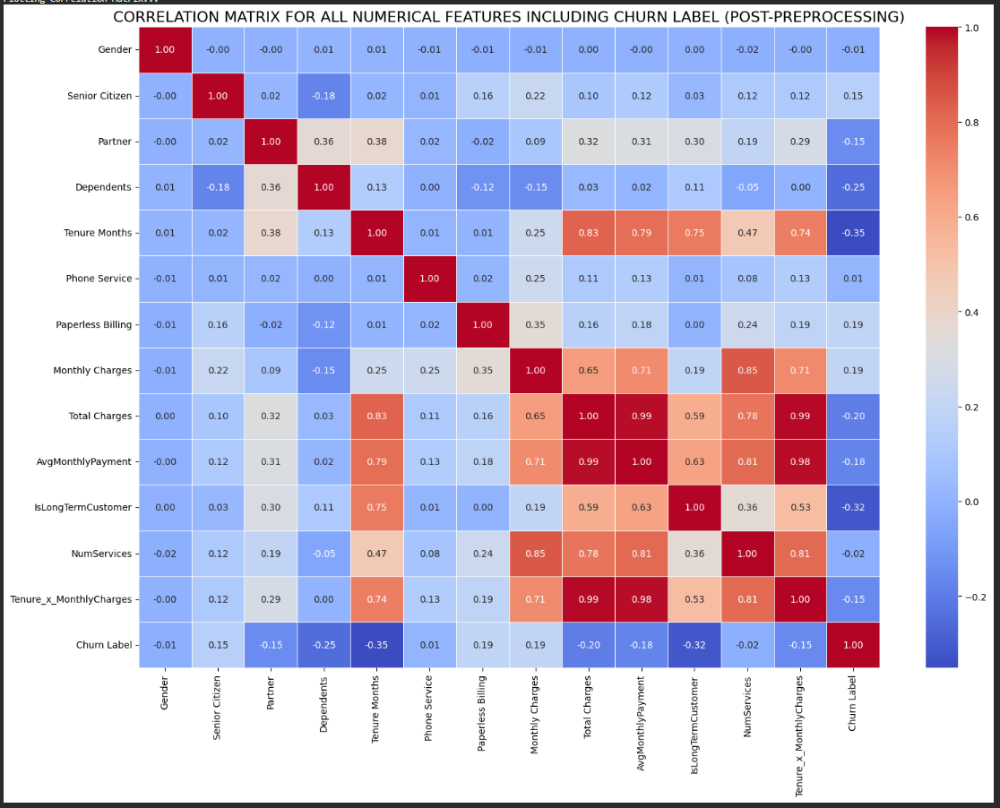 Plotting Correlation Matrix...
CORRELATION MATRIX FOR ALL NUMERICAL FEATURES INCLUDING CHURN LABEL (POST-PREPROCESSING)
Gender 1.00 -0.00 -0.00 0.01 0.01 -0.01 -0.01 -0.01 0.00 -0.00 0.00 -0.02 -0.00 -0.01
Senior Citizen -0.00 1.00 0.02 -0.18 0.02 0.01 0.16 0.22 0.10 0.12 0.03 0.12 0.12 0.15
Partner -0.00 0.02 1.00 0.36 0.38 0.02 -0.02 0.09 0.32 0.31 0.30 0.19 0.29 -0.15
Dependents 0.01 -0.18 0.36 1.00 0.13 0.00 -0.12 -0.15 0.03 0.02 0.11 -0.05 0.00 -0.25
Tenure Months 0.01 0.02 0.38 0.13 1.00 0.01 0.01 0.25 0.83 0.79 0.75 0.47 0.74 -0.35
Phone Service -0.01 0.01 0.02 0.00 0.01 1.00 0.02 0.25 0.11 0.13 0.01 0.08 0.13 0.01
Paperless Billing -0.01 0.16 -0.02 -0.12 0.01 0.02 1.00 0.35 0.16 0.18 0.00 0.24 0.19 0.19
Monthly Charges -0.01 0.22 0.09 -0.15 0.25 0.25 0.35 1.00 0.65 0.71 0.19 0.85 0.71 0.19
Total Charges 0.00 0.10 0.32 0.03 0.83 0.11 0.16 0.65 1.00 0.99 0.59 0.78 0.99 -0.20
AvgMonthlyPayment -0.00 0.12 0.31 0.02 0.79 0.13 0.18 0.71 0.99 1.00 0.63 0.81 0.98 -0.18
IsLongTermCustomer 0.00 0.03 0.30 0.11 0.75 0.01 0.00 0.19 0.59 0.63 1.00 0.36 0.53 -0.32
NumServices -0.02 0.12 0.19 -0.05 0.47 0.08 0.24 0.85 0.78 0.81 0.36 1.00 0.81 -0.02
Tenure_x_MonthlyCharges -0.00 0.12 0.29 0.00 0.74 0.13 0.19 0.71 0.99 0.98 0.53 0.81 1.00 -0.15
Churn Label -0.01 0.15 -0.15 -0.25 -0.35 0.01 0.19 0.19 -0.20 -0.18 -0.32 -0.02 -0.15 1.00
Gender
Senior Citizen
Partner
Dependents
Tenure Months
Phone Service
Paperless Billing
Monthly Charges
Total Charges
AvgMonthlyPayment
IsLongTermCustomer
NumServices
Tenure_x_MonthlyCharges
Churn Label
1.0
0.8
0.6
0.4
0.2
0.0
−0.2